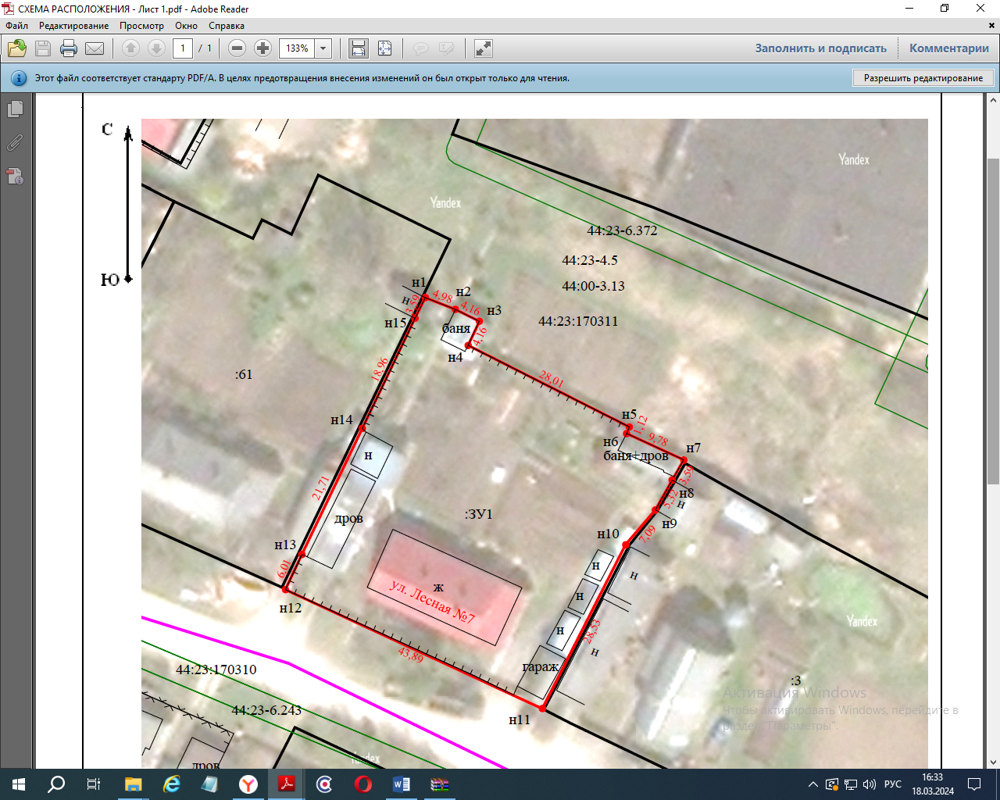 СХЕМА РАСПОЛОЖЕНИЯ - Лист 1.pdf - Adobe Reader
Файл Редактирование Просмотр Окно Справка
1 / 1 133% Заполнить и подписать Комментарии
Этот файл соответствует стандарту PDF/A. В целях предотвращения внесения изменений он был открыт только для чтения. Разрешить редактирование
С
Ю
Yandex
Yandex
44:23-6.372
44:23-4.5
44:00-3.13
44:23:170311
н1
н2
4,98
4,16
н3
н
3,59
н15
баня
4,16
н4
:61
18,96
28,01
н14
н5
1,12
н6
9,78
н7
баня+дров
н
3,59
н8
5,32
н
21,71
дров
:ЗУ1
н9
н10
7,09
н13
6,01
н
н
ж
ул. Лесная №7
н
н12
Yandex
н
28,53
н
43,89
гараж
44:23:170310
:3
44:23-6.243
н11
Активация Windows
Чтобы активировать Windows, перейдите в
раздел "Параметры".
Yandex
дров
РУС
16:33
18.03.2024